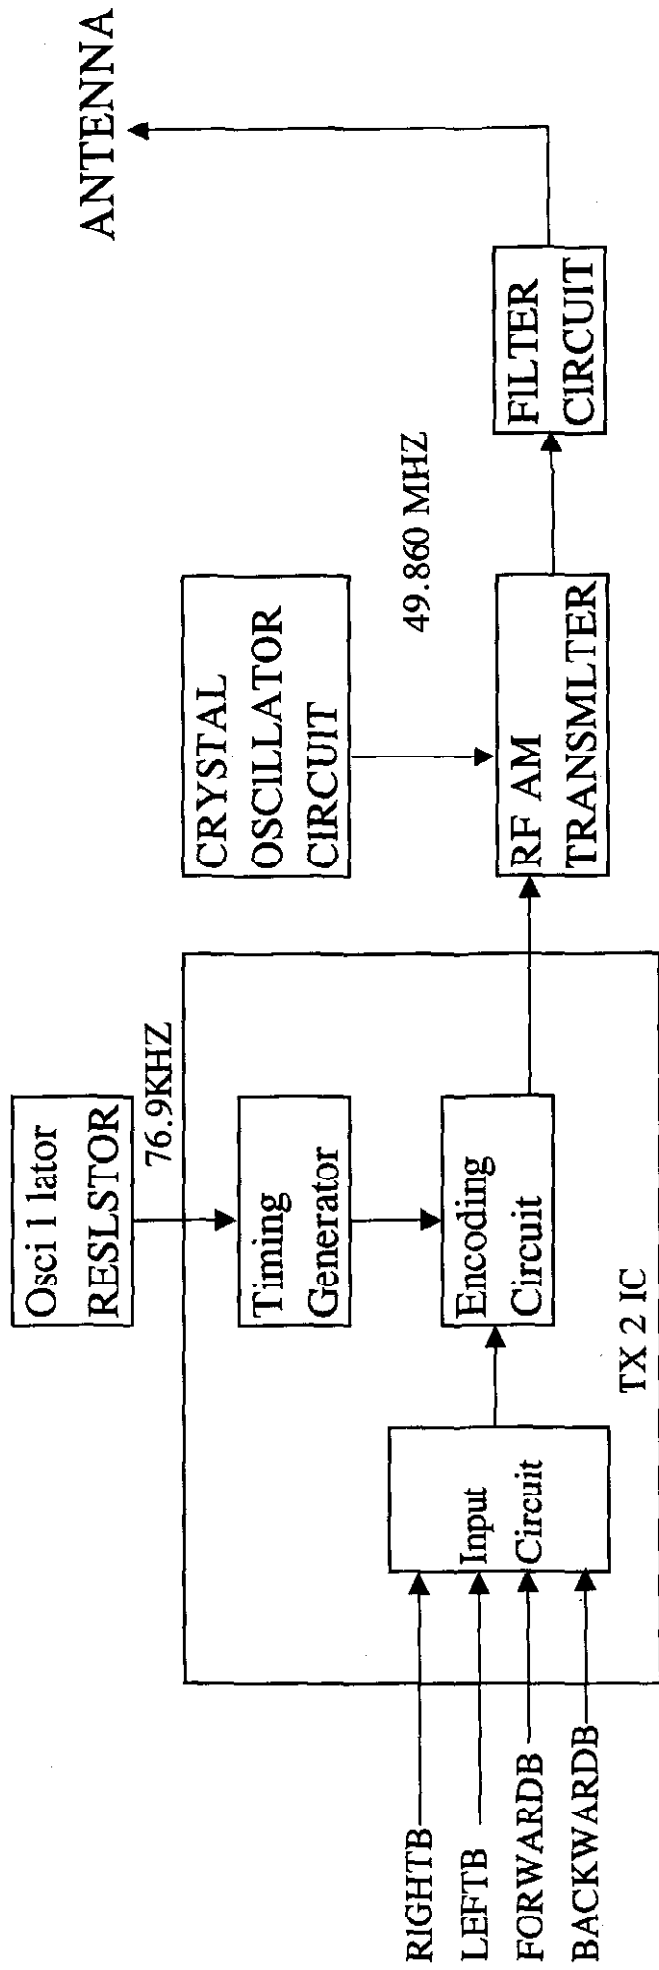 ANTENNA
Osci l lator
RESLSTOR
76.9KHZ
CRYSTAL
OSCILLATOR
CIRCUIT
49.860 MHZ
Timing
Generator
RIGHTB
LEFTB
FORWARDB
BACKWARDB
Input
Circuit
Encoding
Circuit
RF AM
TRANSMLTER
FILTER
CIRCUIT
TX 2 IC